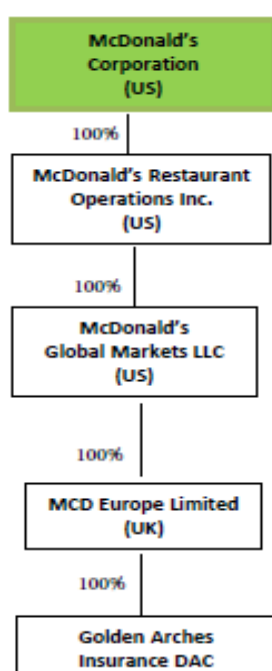 McDonald's
Corporation
(US)
100%
McDonald's Restaurant
Operations Inc.
(US)
100%
McDonald's
Global Markets LLC
(US)
100%
MCD Europe Limited
(UK)
100%
Golden Arches
Insurance DAC